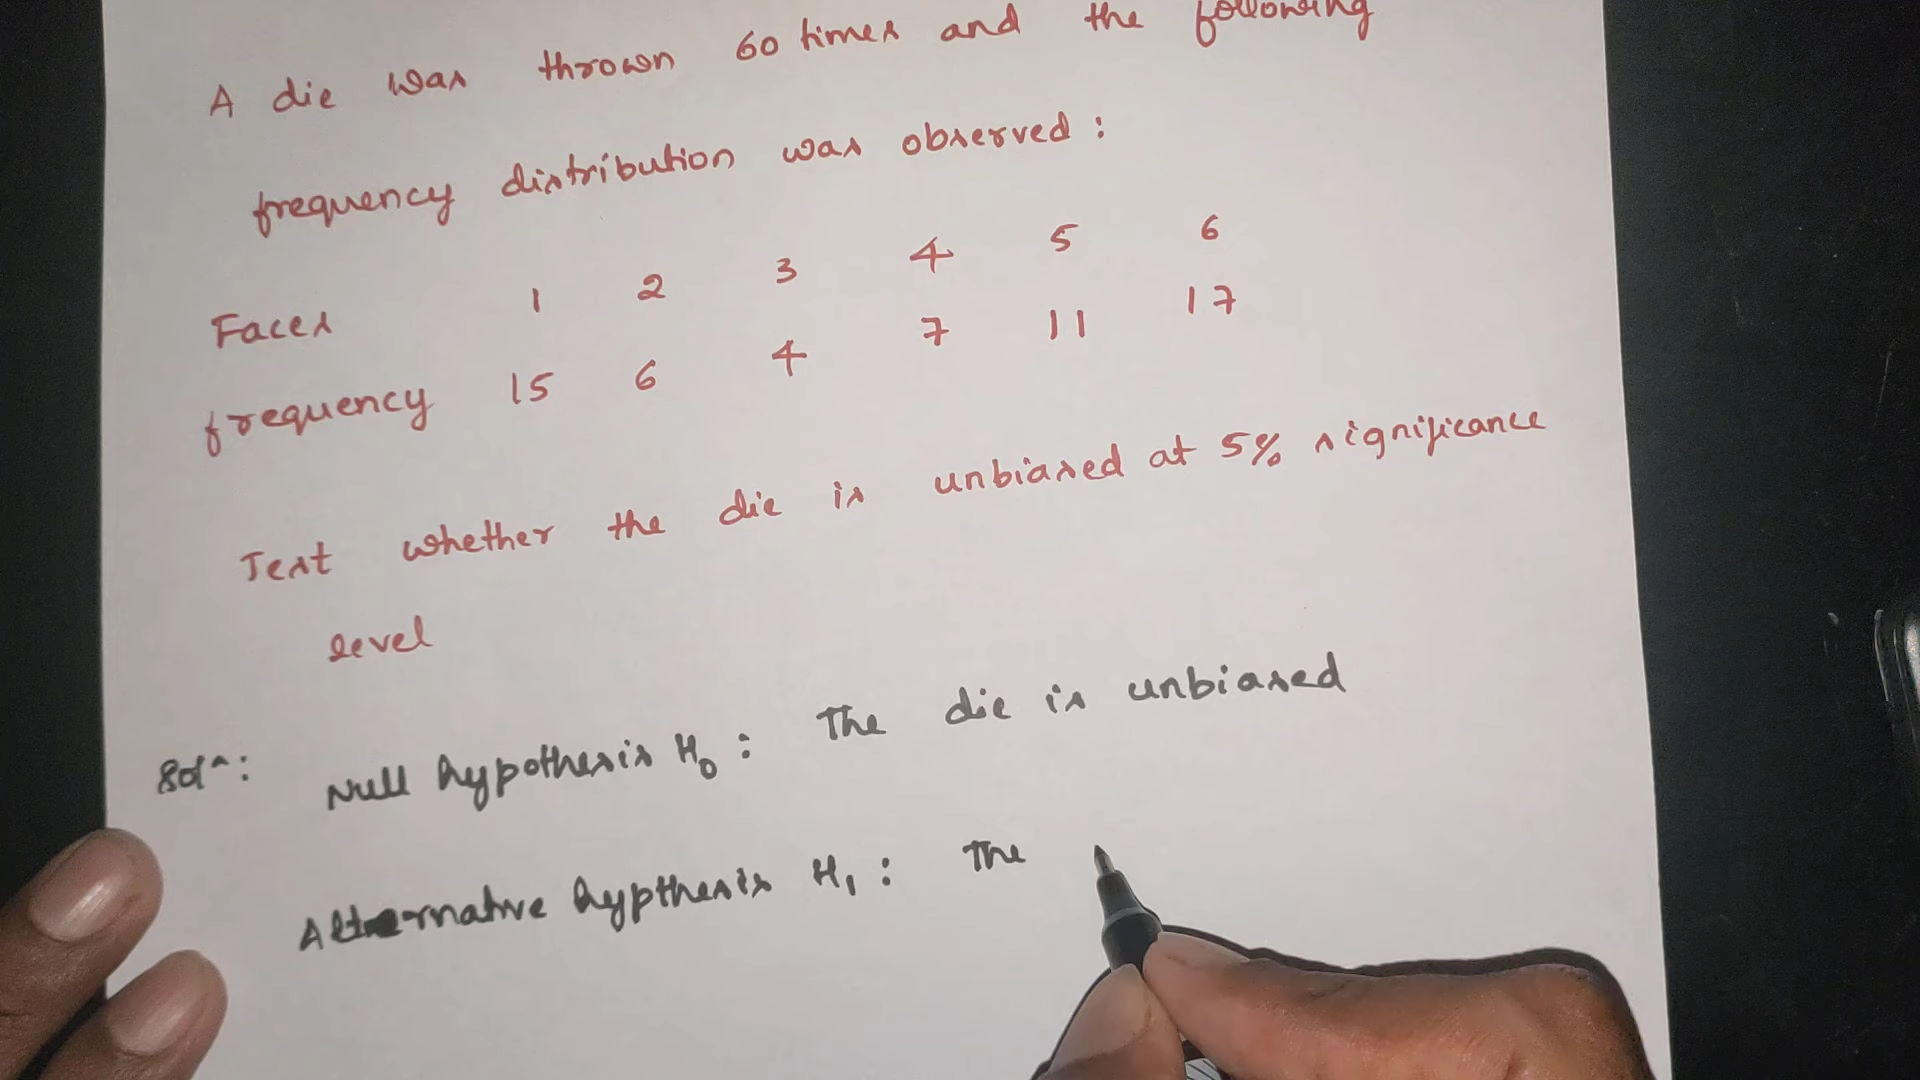 A die was thrown 60 times and the following
frequency distribution was observed :
Faces 1 2 3 4 5 6
frequency 15 6 4 7 11 17
Test whether the die is unbiased at 5% significance
level
Solⁿ: Null hypothesis H₀ : The die is unbiased
Alternative hypthesis H₁ : The